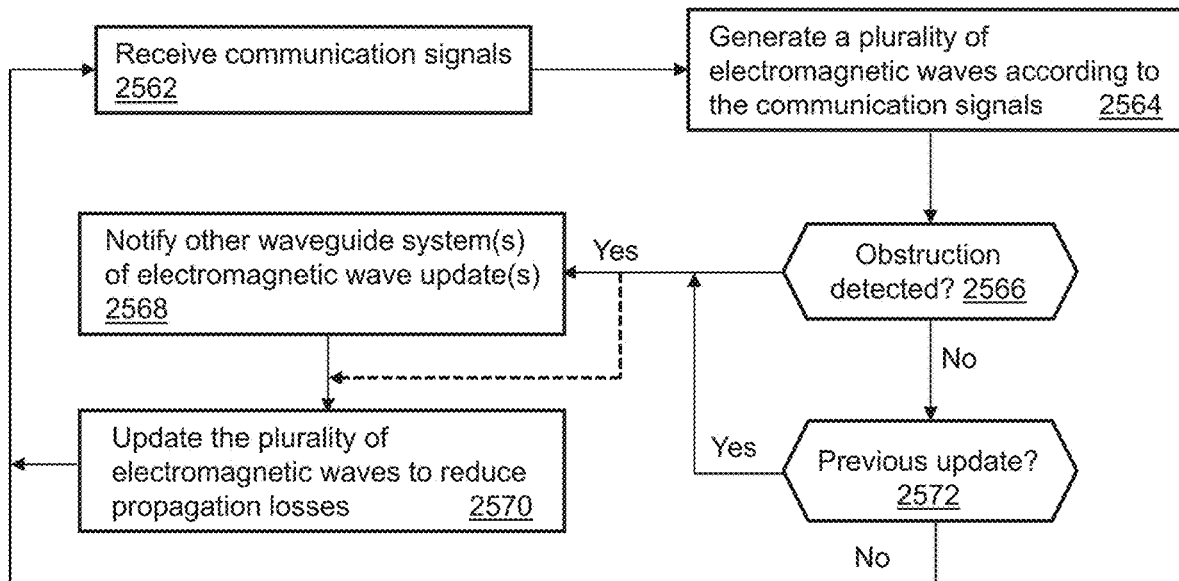 Receive communication signals
2562
Generate a plurality of
electromagnetic waves according to
the communication signals 2564
Notify other waveguide system(s)
of electromagnetic wave update(s)
2568
Yes
Obstruction
detected? 2566
No
Update the plurality of
electromagnetic waves to reduce
propagation losses 2570
Yes
Previous update?
2572
No